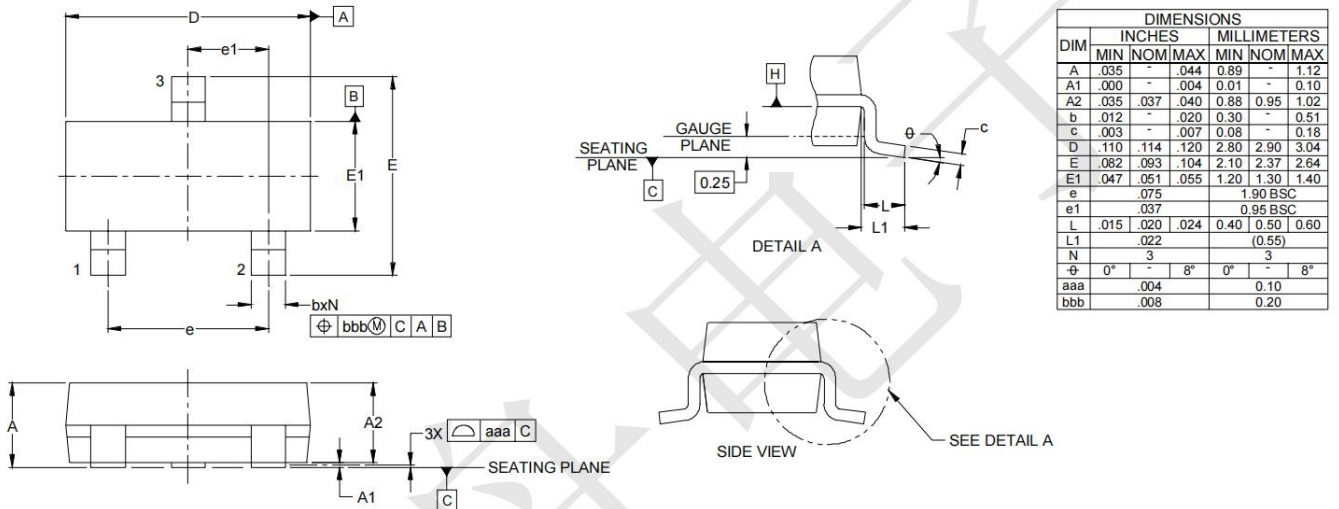 D
A
e1
3
B
E1
E
1
2
bxN
⌖ bbbⓂ C A B
e
A
A2
3X ⌓ aaa C
SEATING PLANE
A1
C
H
GAUGE
PLANE
SEATING
PLANE
C
0.25
θ
c
L
L1
DETAIL A
SIDE VIEW
SEE DETAIL A
DIMENSIONS
DIM INCHES MILLIMETERS
MIN NOM MAX MIN NOM MAX
A .035 - .044 0.89 - 1.12
A1 .000 - .004 0.01 - 0.10
A2 .035 .037 .040 0.88 0.95 1.02
b .012 - .020 0.30 - 0.51
c .003 - .007 0.08 - 0.18
D .110 .114 .120 2.80 2.90 3.04
E .082 .093 .104 2.10 2.37 2.64
E1 .047 .051 .055 1.20 1.30 1.40
e .075 1.90 BSC
e1 .037 0.95 BSC
L .015 .020 .024 0.40 0.50 0.60
L1 .022 (0.55)
N 3 3
θ 0° - 8° 0° - 8°
aaa .004 0.10
bbb .008 0.20